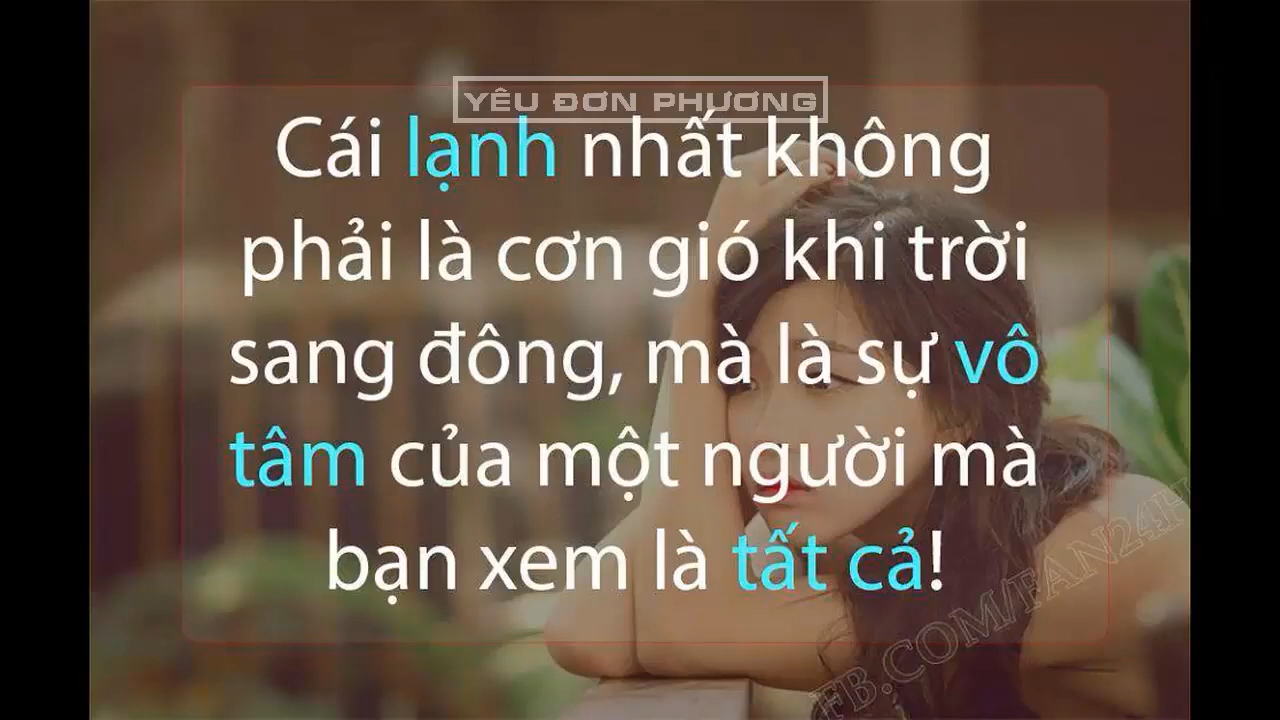 YÊU ĐƠN PHƯƠNG
Cái lạnh nhất không
phải là cơn gió khi trời
sang đông, mà là sự vô
tâm của một người mà
bạn xem là tất cả!
FB.COM/FAN24H